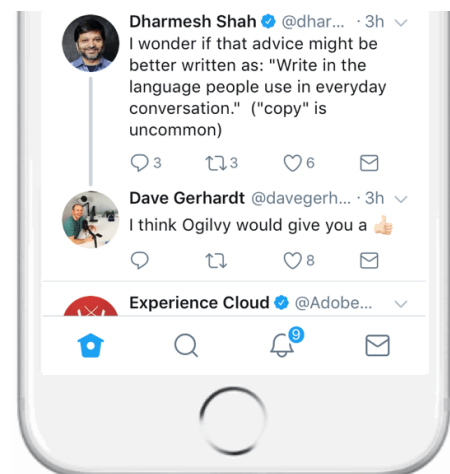 Dharmesh Shah @dhar... · 3h
I wonder if that advice might be
better written as: "Write in the
language people use in everyday
conversation." ("copy" is
uncommon)
3 3 6
Dave Gerhardt @davegerh... · 3h
I think Ogilvy would give you a 👍🏻
8
Experience Cloud @Adobe...
9